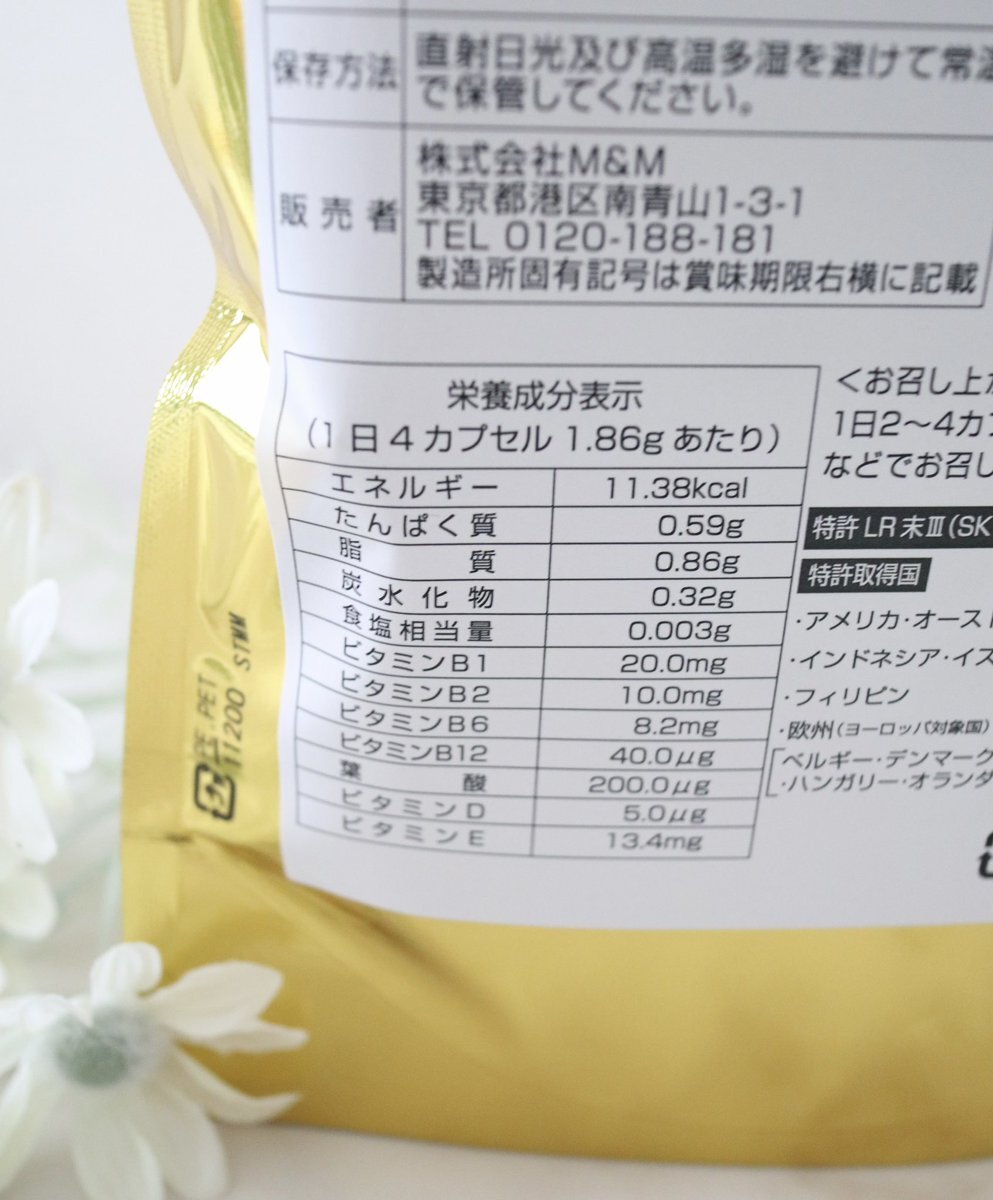 保存方法
直射日光及び高温多湿を避けて常温
で保管してください。
販売者
株式会社M&M
東京都港区南青山1-3-1
TEL 0120-188-181
製造所固有記号は賞味期限右横に記載
栄養成分表示
(1日4カプセル 1.86gあたり)
エネルギー 11.38kcal
たんぱく質 0.59g
脂質 0.86g
炭水化物 0.32g
食塩相当量 0.003g
ビタミンB1 20.0mg
ビタミンB2 10.0mg
ビタミンB6 8.2mg
ビタミンB12 40.0μg
葉酸 200.0μg
ビタミンD 5.0μg
ビタミンE 13.4mg
<お召し上が
1日2〜4カプ
などでお召し
特許 LR末Ⅲ(SK
特許取得国
・アメリカ・オースト
・インドネシア・イス
・フィリピン
・欧州(ヨーロッパ対象国)
ベルギー・デンマーク
・ハンガリー・オランダ
PE.PET
11200 STMM